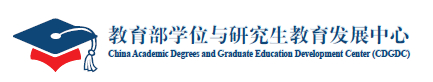 教育部学位与研究生教育发展中心
China Academic Degrees and Graduate Education Development Center (CDGDC)